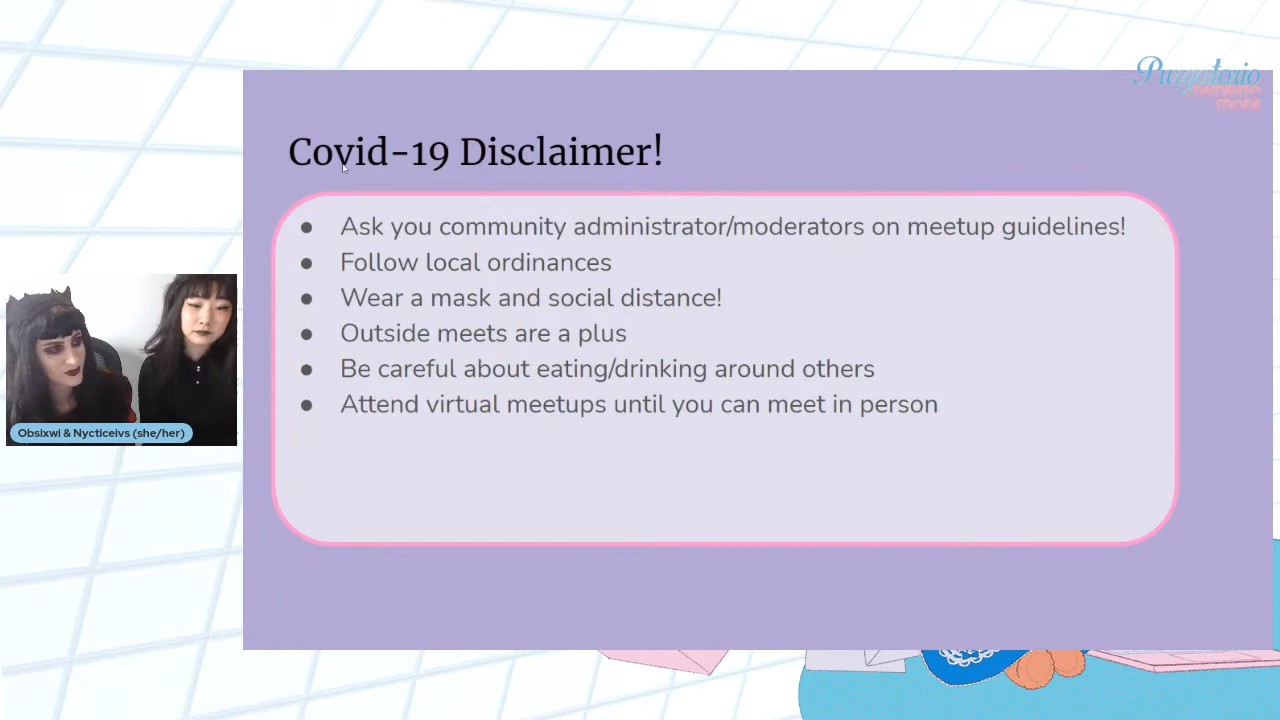 Purgatorio
Covid-19 Disclaimer!
● Ask you community administrator/moderators on meetup guidelines!
● Follow local ordinances
● Wear a mask and social distance!
● Outside meets are a plus
● Be careful about eating/drinking around others
● Attend virtual meetups until you can meet in person
Obsixwi & Nycticeivs (she/her)